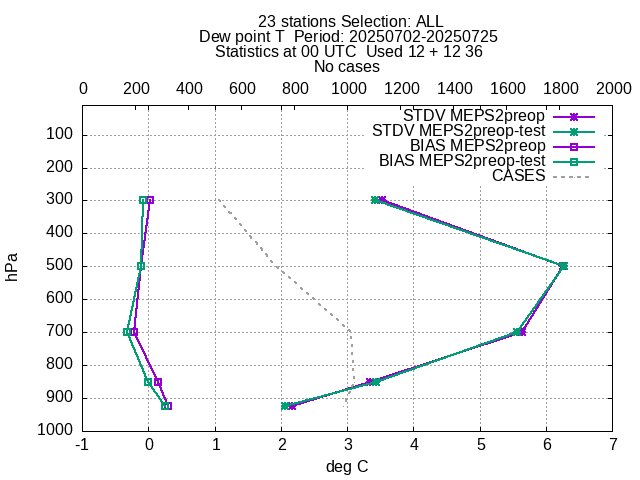 23 stations Selection: ALL
Dew point T  Period: 20250702-20250725
Statistics at 00 UTC  Used 12 + 12 36
No cases
0 200 400 600 800 1000 1200 1400 1600 1800 2000
STDV MEPS2preop
STDV MEPS2preop-test
BIAS MEPS2preop
BIAS MEPS2preop-test
CASES
100
200
300
400
500
600
700
800
900
1000
hPa
-1 0 1 2 3 4 5 6 7
deg C